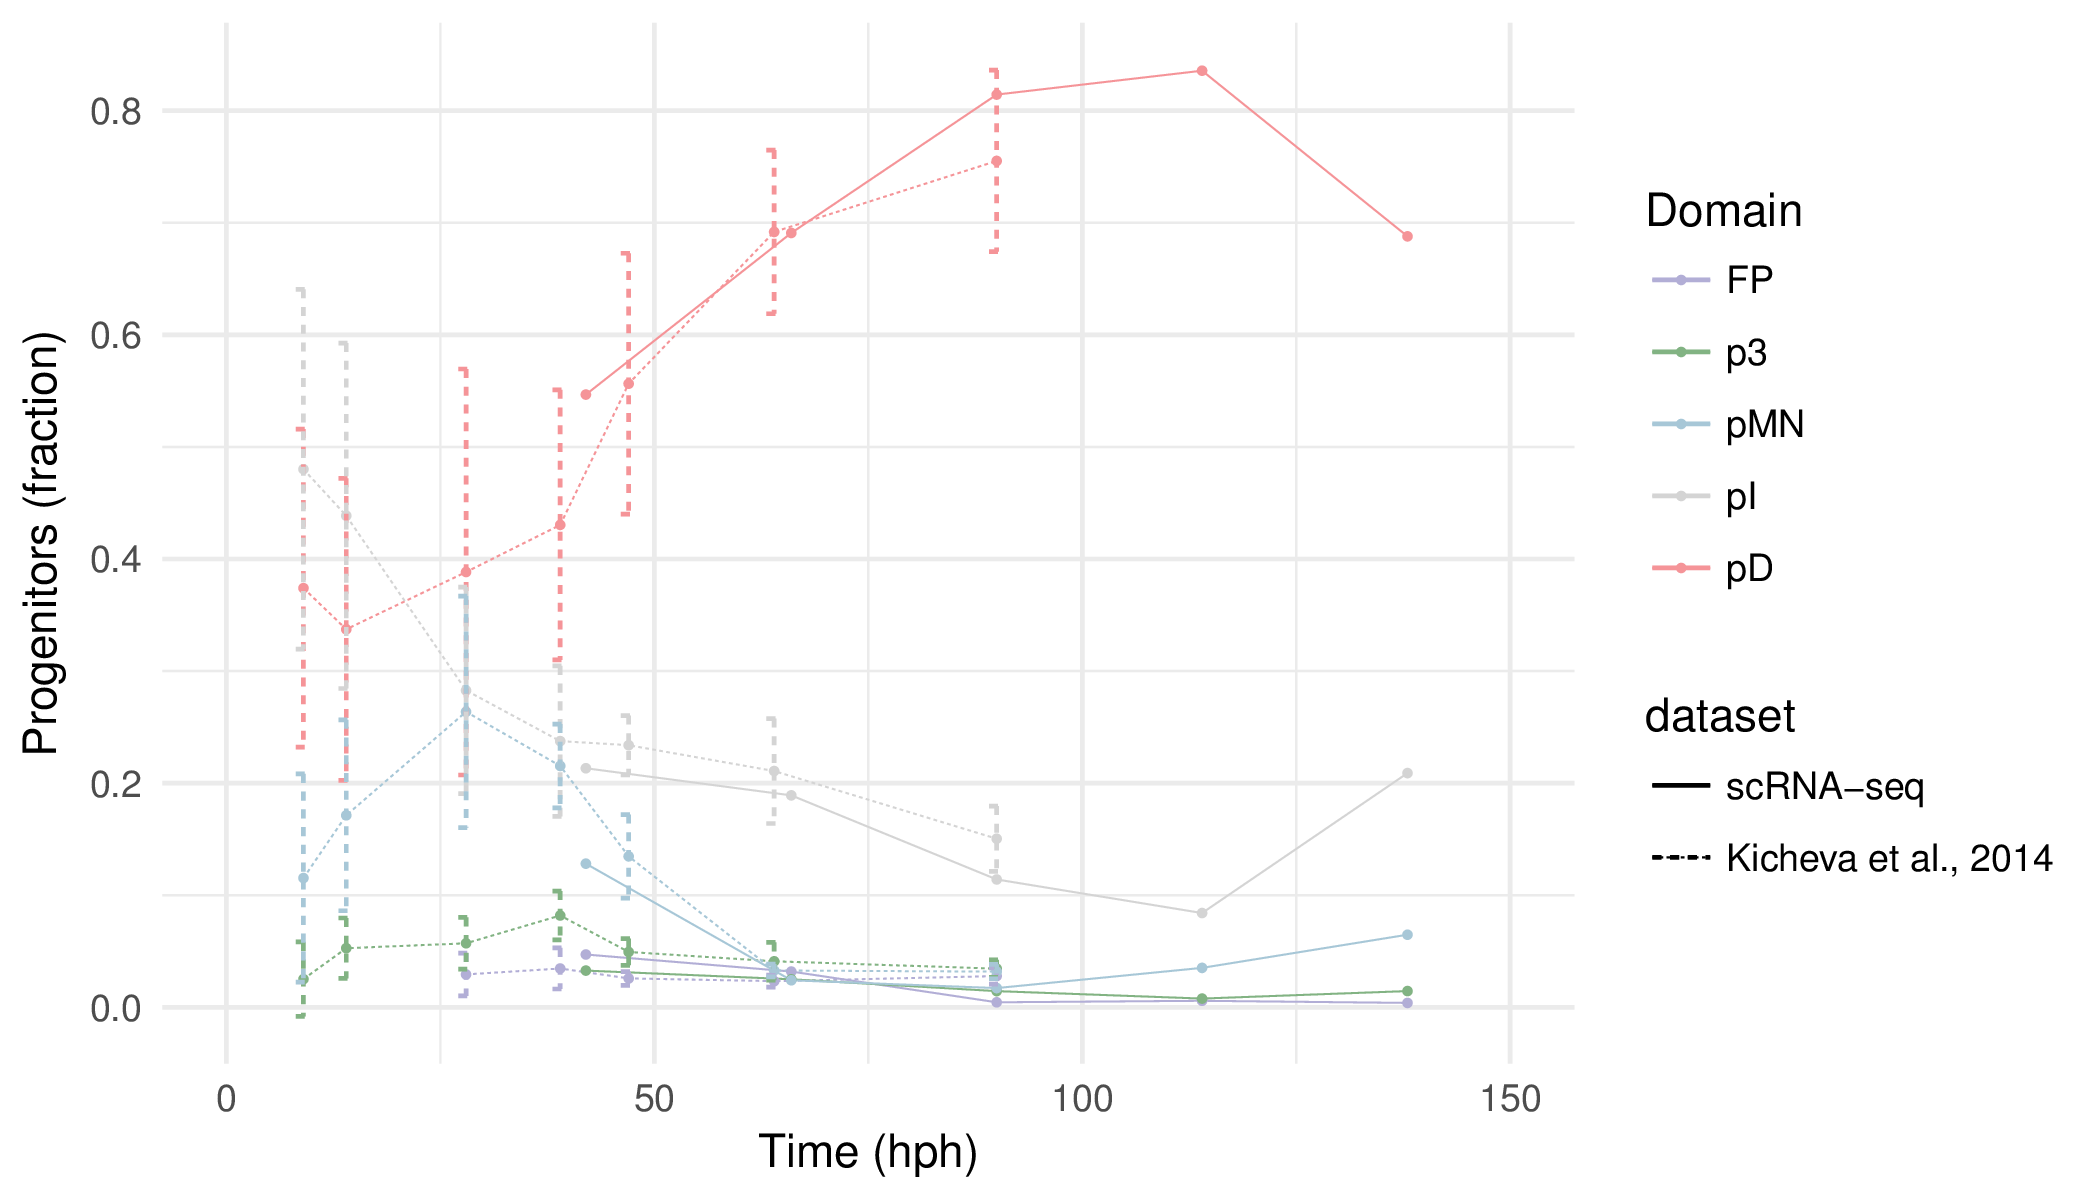 0.8
0.6
0.4
0.2
0.0
Progenitors (fraction)
0
50
100
150
Time (hph)
Domain
FP
p3
pMN
pI
pD
dataset
scRNA−seq
Kicheva et al., 2014